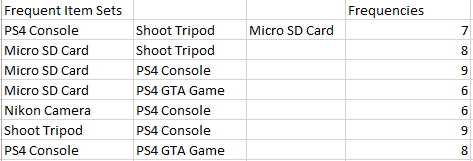 Frequent Item Sets Frequencies
PS4 Console Shoot Tripod Micro SD Card 7
Micro SD Card Shoot Tripod 8
Micro SD Card PS4 Console 9
Micro SD Card PS4 GTA Game 6
Nikon Camera PS4 Console 6
Shoot Tripod PS4 Console 9
PS4 Console PS4 GTA Game 8